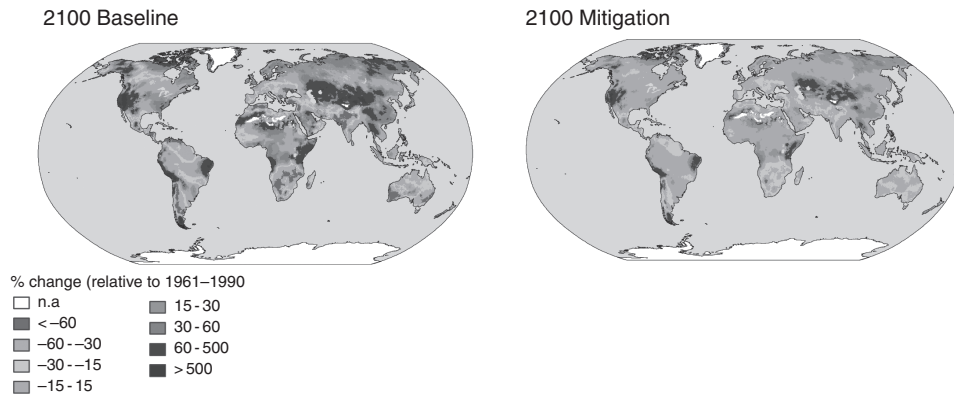 2100 Baseline
2100 Mitigation
% change (relative to 1961–1990
n.a
< –60
–60 - –30
–30 - –15
–15 - 15
15 - 30
30 - 60
60 - 500
> 500